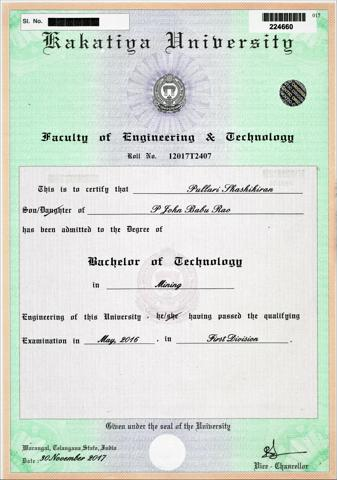 Sl. No.
017
224660
Kakatiya University
Faculty of Engineering & Technology
Roll No. 12017T2407
This is to certify that Pullari Shashikiran
Son/Daughter of P John Babu Rao
has been admitted to the Degree of
Bachelor of Technology
in Mining
Engineering of this University , he/she having passed the qualifying
Examination in May, 2016 , in First Division .
Given under the seal of the University
Warangal, Telangana State, India
Date : 30 November 2017
Vice - Chancellor